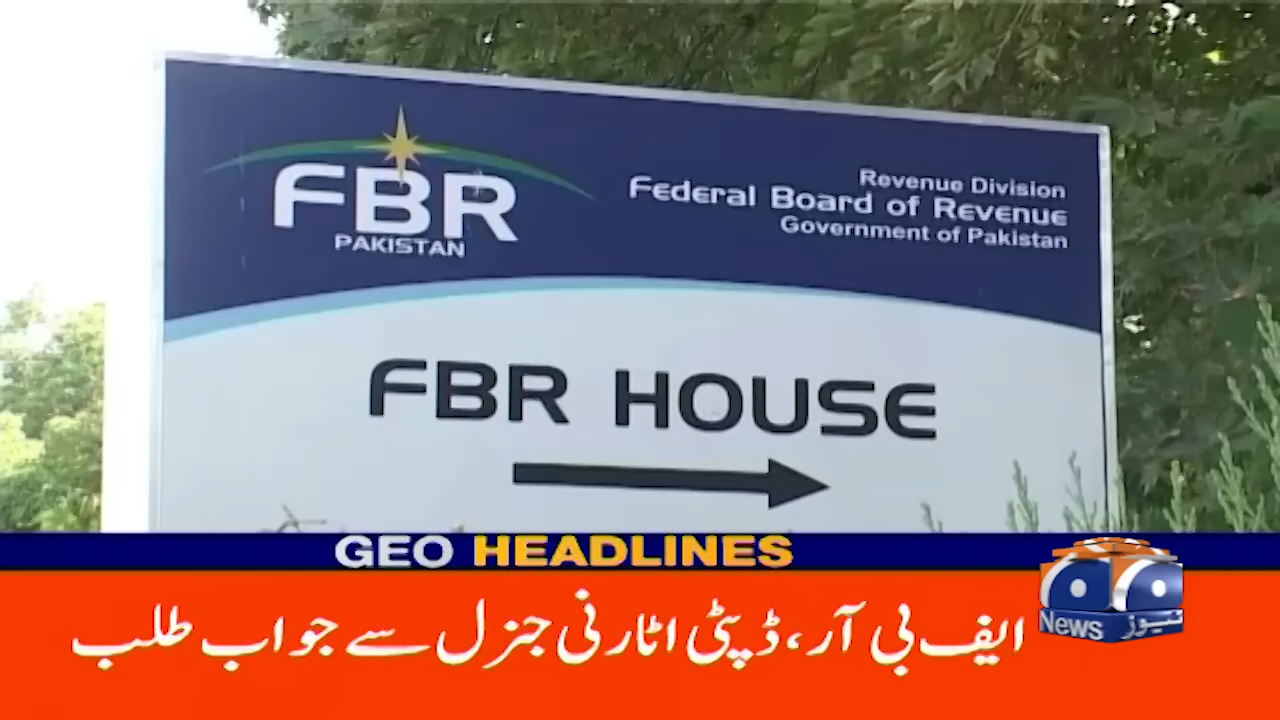 FBR
PAKISTAN
Revenue Division
Federal Board of Revenue
Government of Pakistan
FBR HOUSE
GEO HEADLINES
News نیوز
ایف بی آر، ڈپٹی اٹارنی جنرل سے جواب طلب